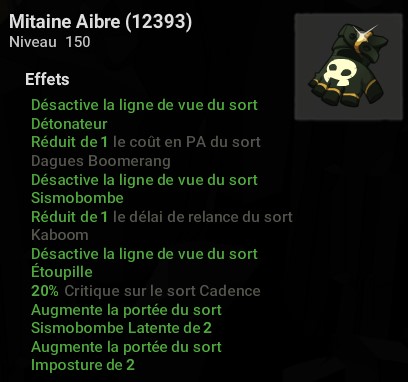 Mitaine Aibre (12393)
Niveau 150
Effets
Désactive la ligne de vue du sort
Détonateur
Réduit de 1 le coût en PA du sort
Dagues Boomerang
Désactive la ligne de vue du sort
Sismobombe
Réduit de 1 le délai de relance du sort
Kaboom
Désactive la ligne de vue du sort
Étoupille
20% Critique sur le sort Cadence
Augmente la portée du sort
Sismobombe Latente de 2
Augmente la portée du sort
Imposture de 2